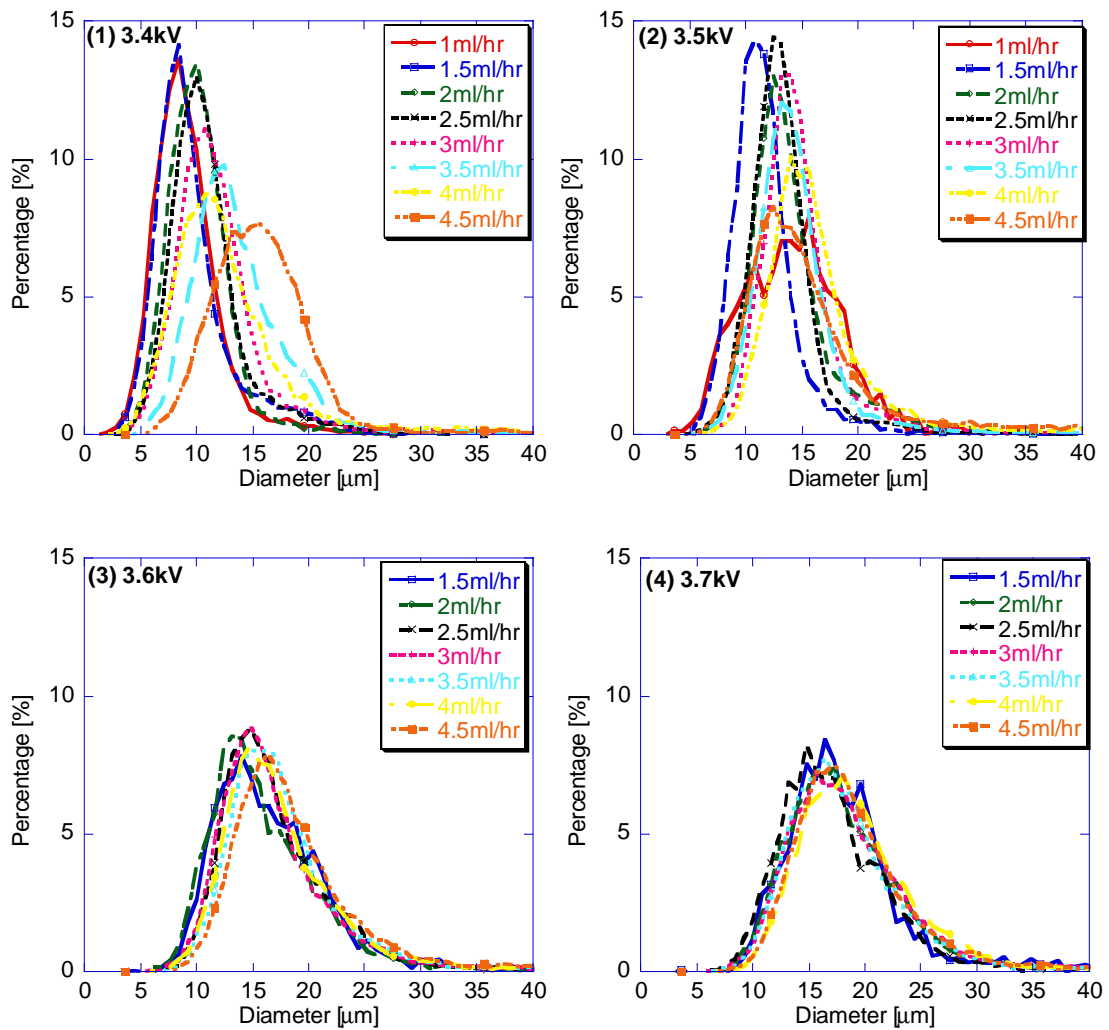 (1) 3.4kV
1ml/hr
1.5ml/hr
2ml/hr
2.5ml/hr
3ml/hr
3.5ml/hr
4ml/hr
4.5ml/hr
Percentage [%]
15
10
5
0
0 5 10 15 20 25 30 35 40
Diameter [μm]
(2) 3.5kV
1ml/hr
1.5ml/hr
2ml/hr
2.5ml/hr
3ml/hr
3.5ml/hr
4ml/hr
4.5ml/hr
Percentage [%]
15
10
5
0
0 5 10 15 20 25 30 35 40
Diameter [μm]
(3) 3.6kV
1.5ml/hr
2ml/hr
2.5ml/hr
3ml/hr
3.5ml/hr
4ml/hr
4.5ml/hr
Percentage [%]
15
10
5
0
0 5 10 15 20 25 30 35 40
Diameter [μm]
(4) 3.7kV
1.5ml/hr
2ml/hr
2.5ml/hr
3ml/hr
3.5ml/hr
4ml/hr
4.5ml/hr
Percentage [%]
15
10
5
0
0 5 10 15 20 25 30 35 40
Diameter [μm]